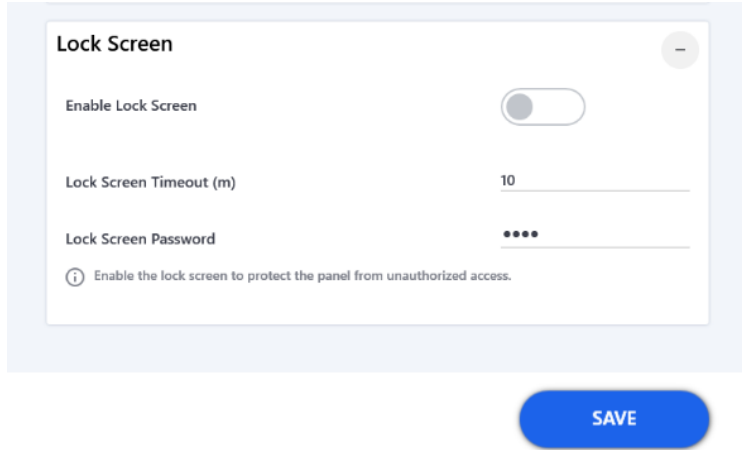 Lock Screen
Enable Lock Screen
Lock Screen Timeout (m) 10
Lock Screen Password ••••
Enable the lock screen to protect the panel from unauthorized access.
SAVE